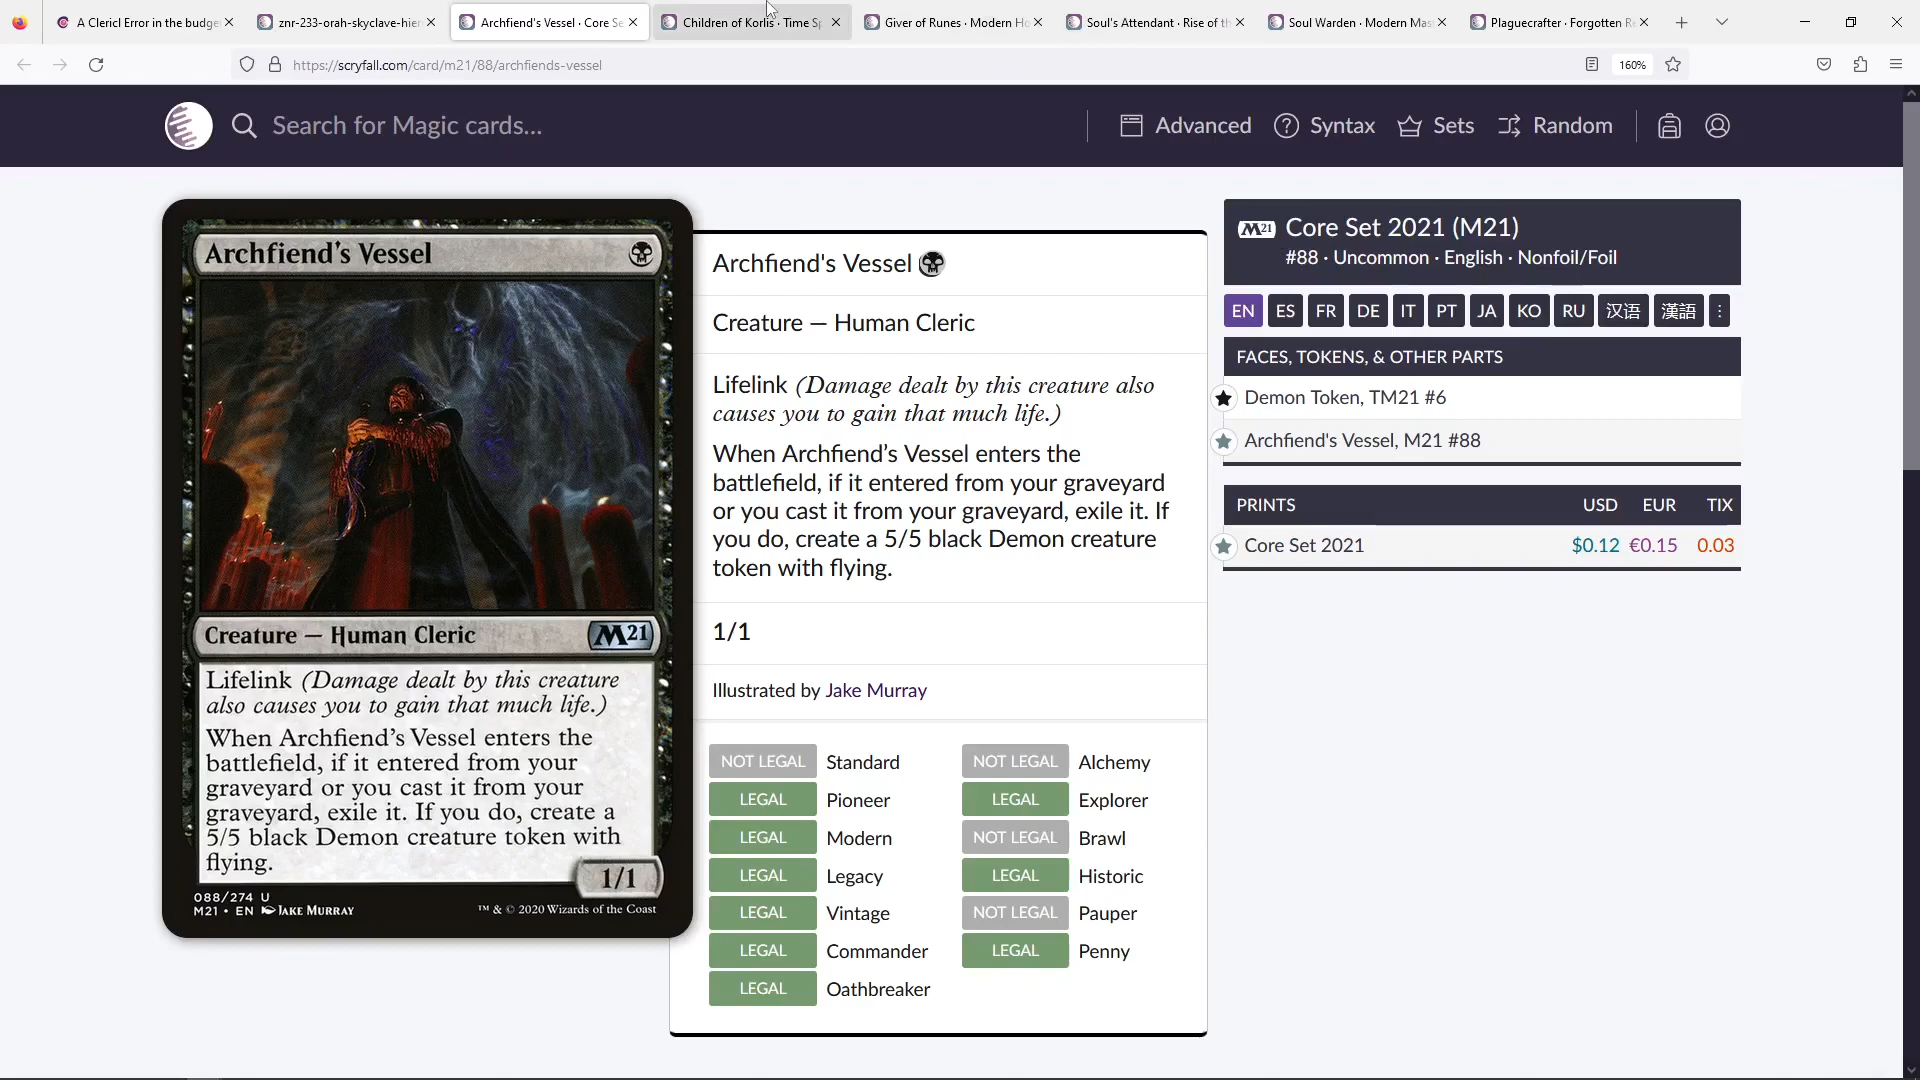 A Clericl Error in the budge
znr-233-orah-skyclave-hier
Archfiend's Vessel · Core Se
Children of Korlis · Time Sp
Giver of Runes · Modern Ho
Soul's Attendant · Rise of th
Soul Warden · Modern Mas
Plaguecrafter · Forgotten Re
https://scryfall.com/card/m21/88/archfiends-vessel
160%
Search for Magic cards...
Advanced
Syntax
Sets
Random
Archfiend's Vessel
Creature — Human Cleric
M21
Lifelink (Damage dealt by this creature
also causes you to gain that much life.)
When Archfiend's Vessel enters the
battlefield, if it entered from your
graveyard or you cast it from your
graveyard, exile it. If you do, create a
5/5 black Demon creature token with
flying.
1/1
088/274 U
M21 • EN JAKE MURRAY
™ & © 2020 Wizards of the Coast
Archfiend's Vessel
Creature — Human Cleric
Lifelink (Damage dealt by this creature also
causes you to gain that much life.)
When Archfiend's Vessel enters the
battlefield, if it entered from your graveyard
or you cast it from your graveyard, exile it. If
you do, create a 5/5 black Demon creature
token with flying.
1/1
Illustrated by Jake Murray
NOT LEGAL Standard NOT LEGAL Alchemy
LEGAL Pioneer LEGAL Explorer
LEGAL Modern NOT LEGAL Brawl
LEGAL Legacy LEGAL Historic
LEGAL Vintage NOT LEGAL Pauper
LEGAL Commander LEGAL Penny
LEGAL Oathbreaker
M21 Core Set 2021 (M21)
#88 · Uncommon · English · Nonfoil/Foil
EN ES FR DE IT PT JA KO RU 汉语 漢語
FACES, TOKENS, & OTHER PARTS
Demon Token, TM21 #6
Archfiend's Vessel, M21 #88
PRINTS USD EUR TIX
Core Set 2021 $0.12 €0.15 0.03